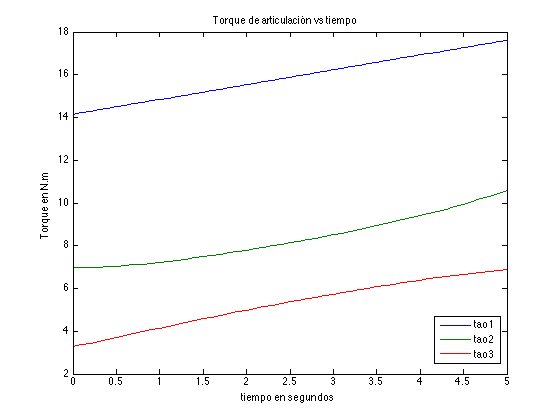 Torque de articulación vs tiempo
18
16
14
12
10
8
6
4
2
Torque en N.m
0 0.5 1 1.5 2 2.5 3 3.5 4 4.5 5
tiempo en segundos
tao1
tao2
tao3